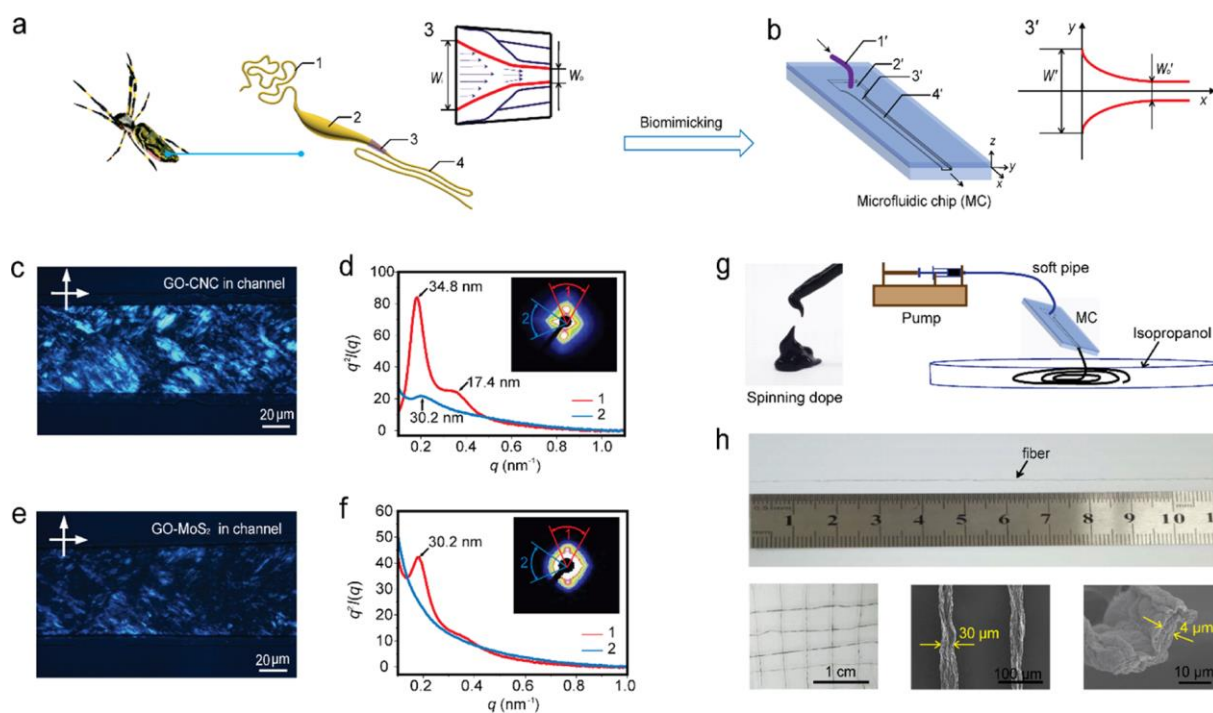 a
1
2
3
4
3
Wᵢ
Wₒ
Biomimicking
b
1'
2'
3'
4'
z
y
x
Microfluidic chip (MC)
3'
y
W'
Wₒ'
x
c
GO-CNC in channel
20 μm
d
100
80
60
40
20
0
q²I(q)
34.8 nm
17.4 nm
30.2 nm
1
2
1
2
0.2 0.4 0.6 0.8 1.0
q (nm⁻¹)
e
GO-MoS₂ in channel
20 μm
f
60
50
40
30
20
10
0
q²I(q)
30.2 nm
1
2
1
2
0.2 0.4 0.6 0.8 1.0
q (nm⁻¹)
g
Spinning dope
Pump
soft pipe
MC
Isopropanol
h
fiber
1 2 3 4 5 6 7 8 9 10 1
1 cm
30 μm
100 μm
4 μm
10 μm